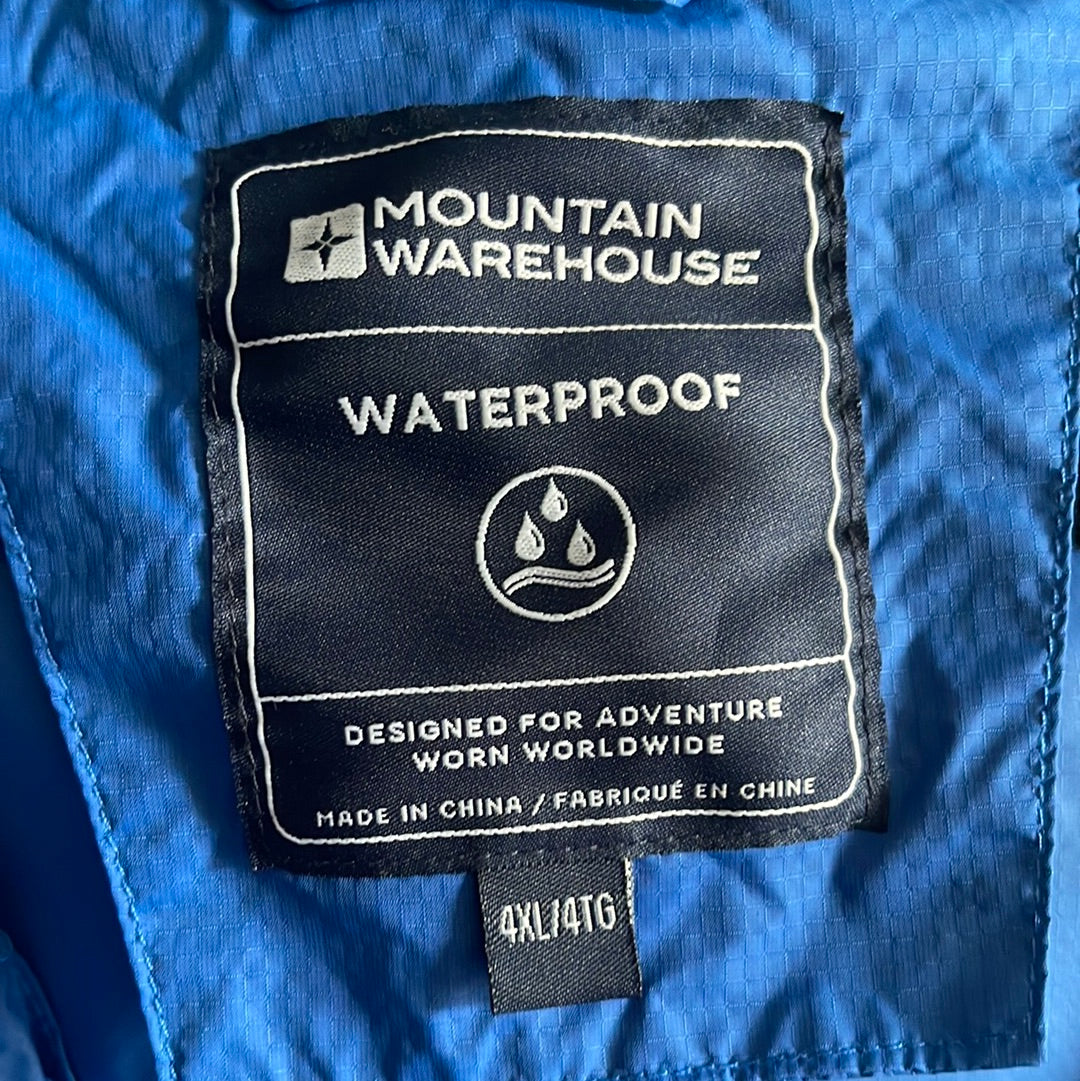 MOUNTAIN
WAREHOUSE
WATERPROOF
DESIGNED FOR ADVENTURE
WORN WORLDWIDE
MADE IN CHINA / FABRIQUÉ EN CHINE
4XL/4TG